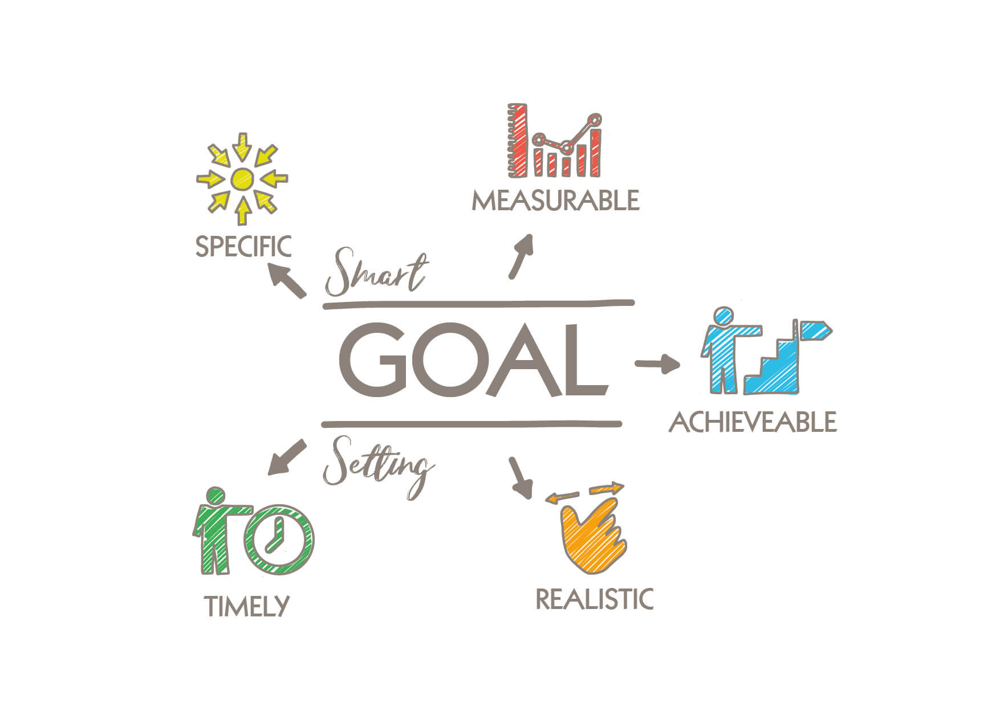 MEASURABLE
SPECIFIC
Smart
GOAL
ACHIEVEABLE
Setting
REALISTIC
TIMELY